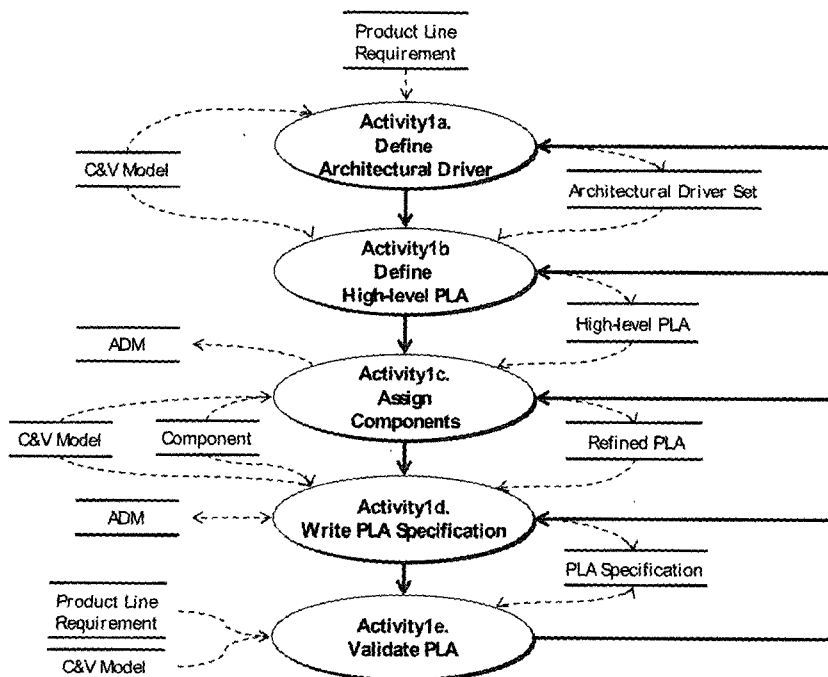 Product Line
Requirement
Activity1a.
Define
Architectural Driver
C&V Model
Architectural Driver Set
Activity1b
Define
High-level PLA
High-level PLA
ADM
Activity1c.
Assign
Components
C&V Model
Component
Refined PLA
Activity1d.
Write PLA Specification
ADM
PLA Specification
Product Line
Requirement
Activity1e.
Validate PLA
C&V Model